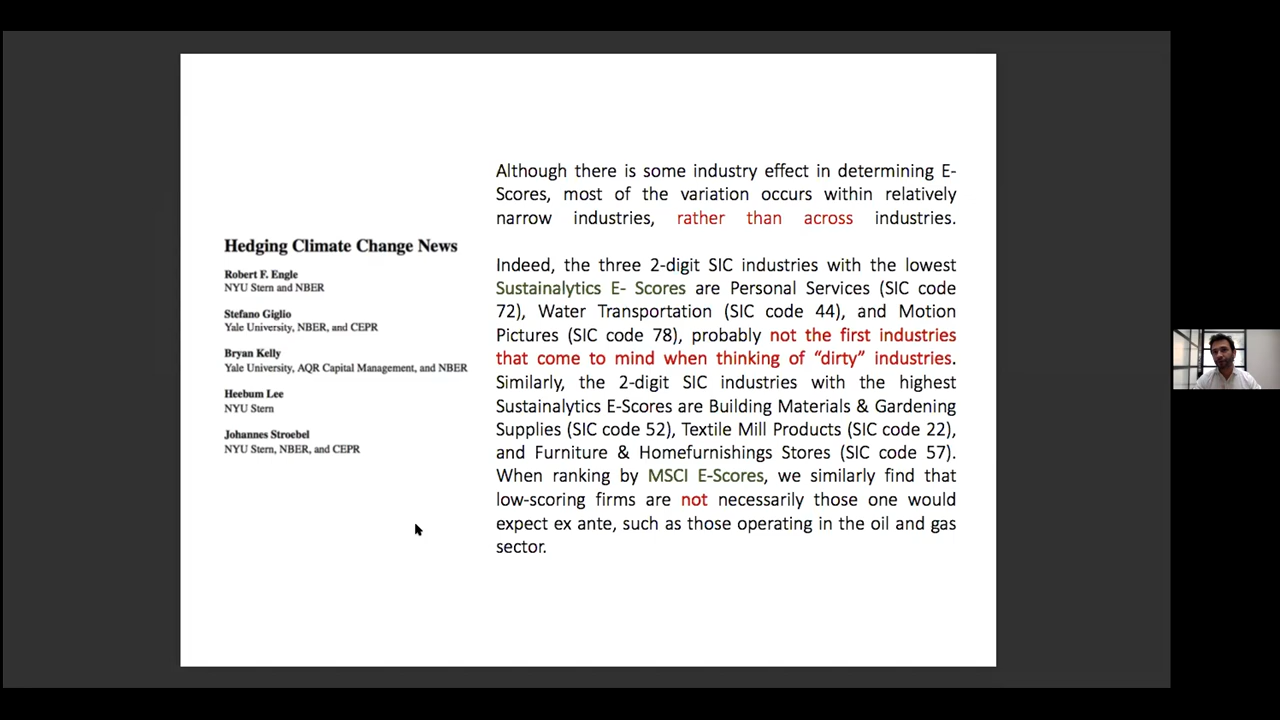 Hedging Climate Change News
Robert F. Engle
NYU Stern and NBER
Stefano Giglio
Yale University, NBER, and CEPR
Bryan Kelly
Yale University, AQR Capital Management, and NBER
Heebum Lee
NYU Stern
Johannes Stroebel
NYU Stern, NBER, and CEPR
Although there is some industry effect in determining E-
Scores, most of the variation occurs within relatively
narrow industries, rather than across industries.
Indeed, the three 2-digit SIC industries with the lowest
Sustainalytics E- Scores are Personal Services (SIC code
72), Water Transportation (SIC code 44), and Motion
Pictures (SIC code 78), probably not the first industries
that come to mind when thinking of “dirty” industries.
Similarly, the 2-digit SIC industries with the highest
Sustainalytics E-Scores are Building Materials & Gardening
Supplies (SIC code 52), Textile Mill Products (SIC code 22),
and Furniture & Homefurnishings Stores (SIC code 57).
When ranking by MSCI E-Scores, we similarly find that
low-scoring firms are not necessarily those one would
expect ex ante, such as those operating in the oil and gas
sector.